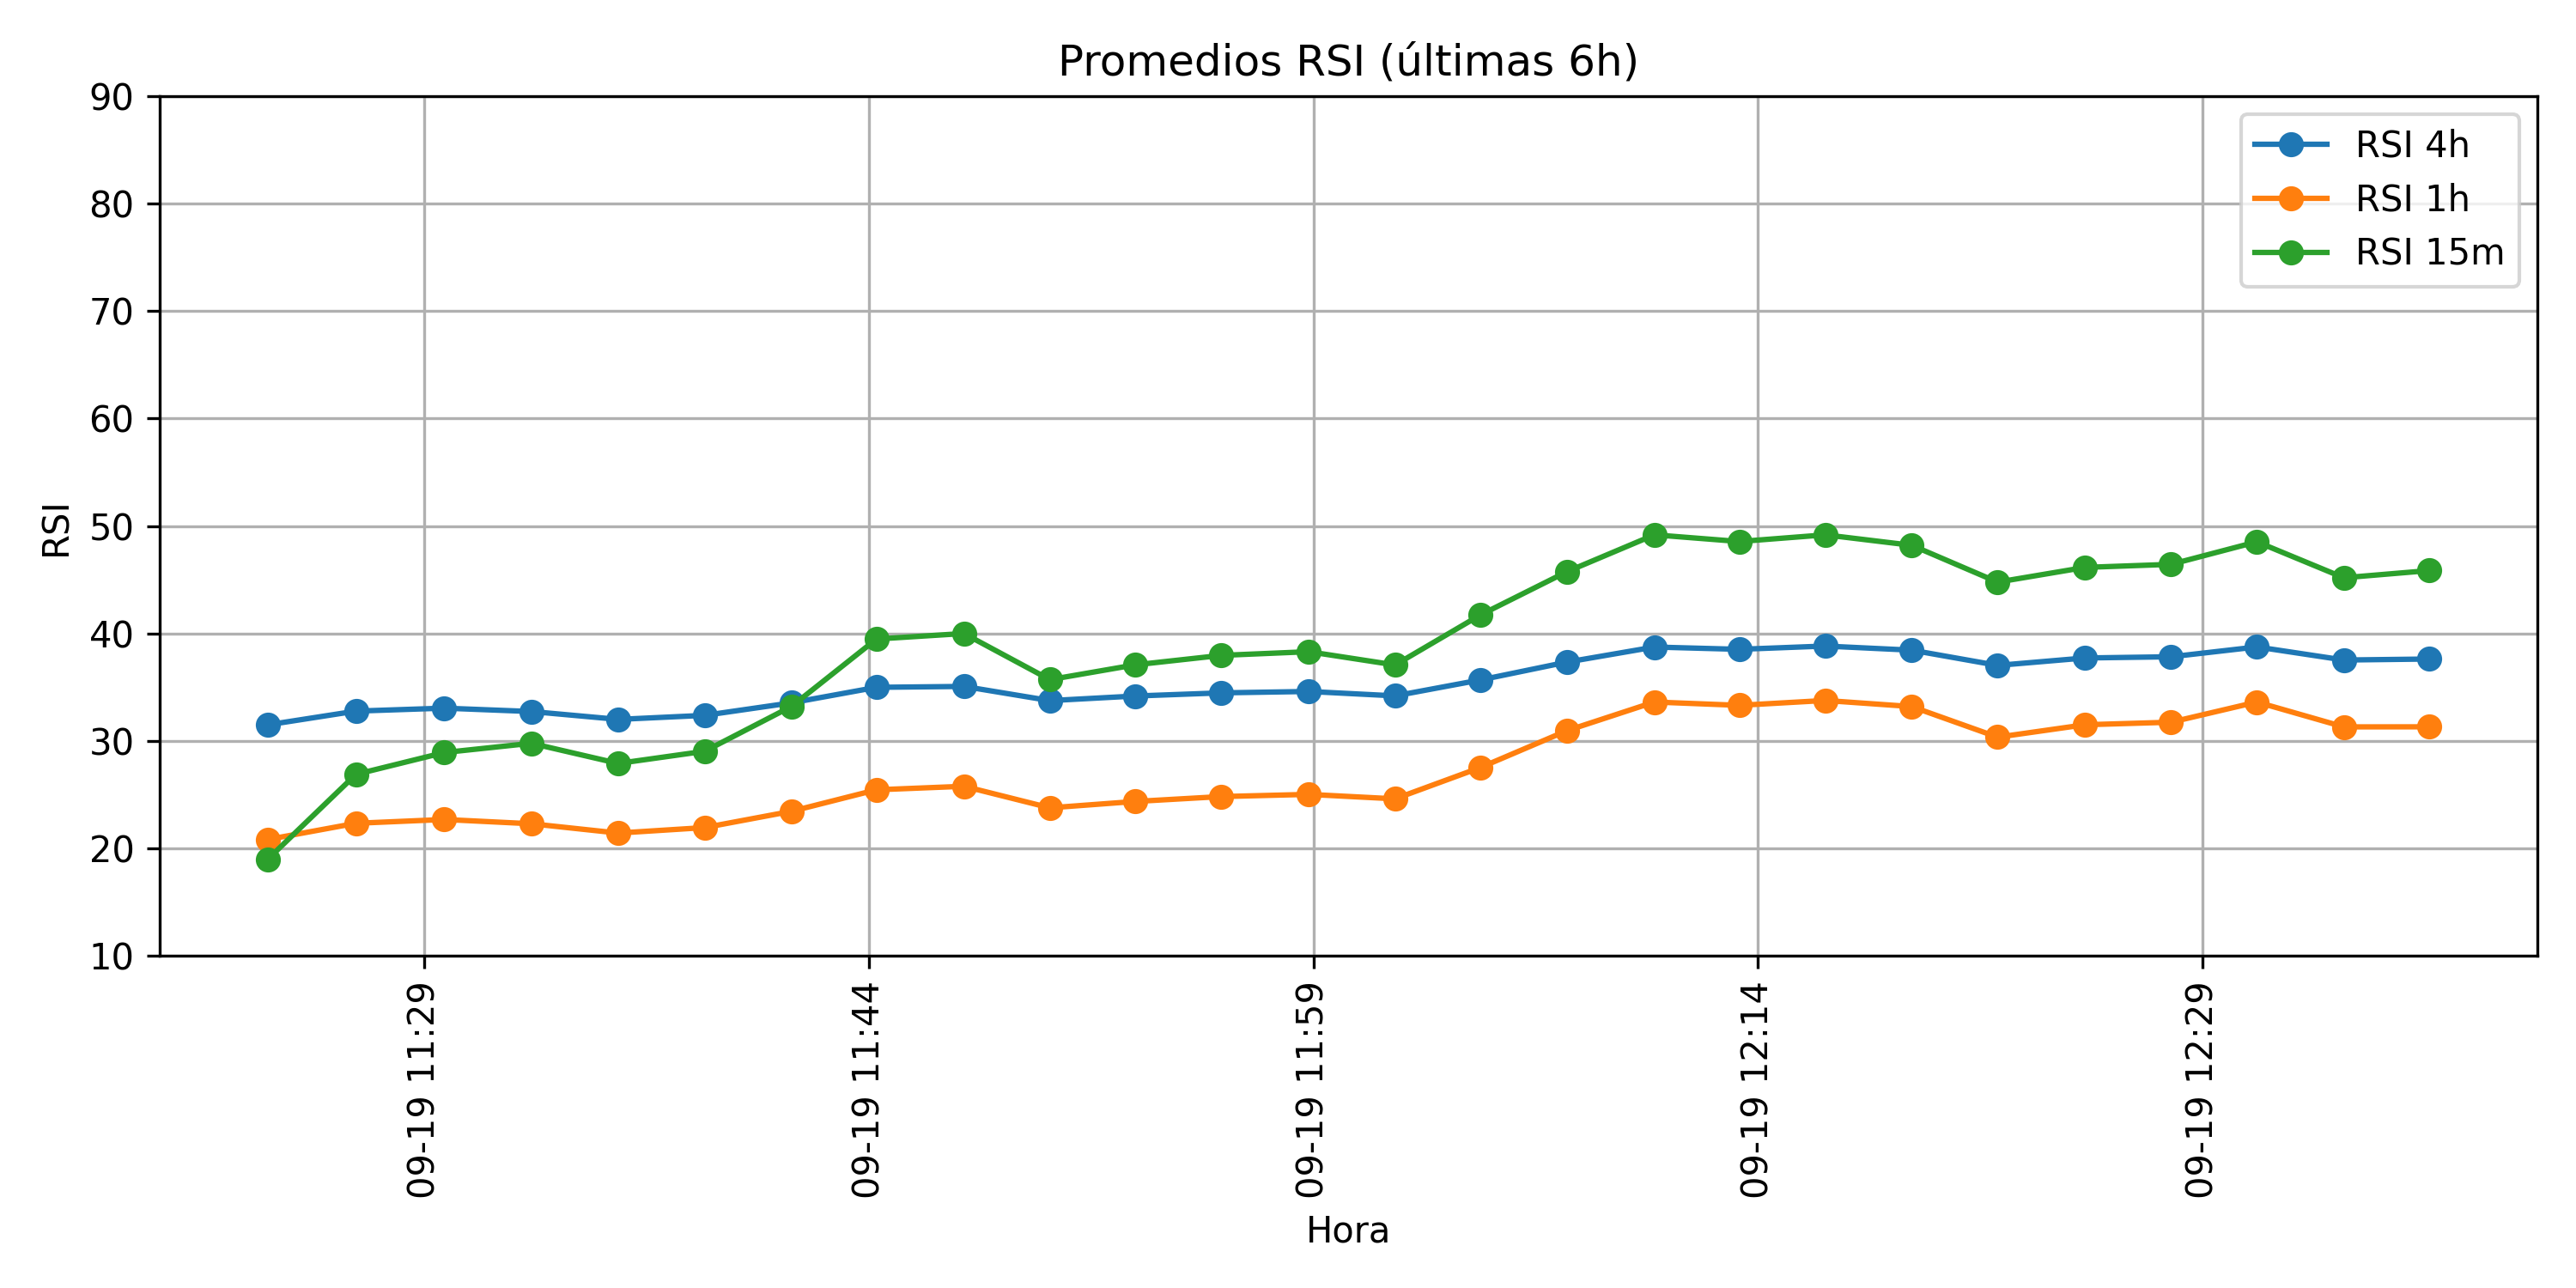 Promedios RSI (últimas 6h)
90
80
70
60
50
40
30
20
10
RSI
RSI 4h
RSI 1h
RSI 15m
09-19 11:29
09-19 11:44
09-19 11:59
09-19 12:14
09-19 12:29
Hora